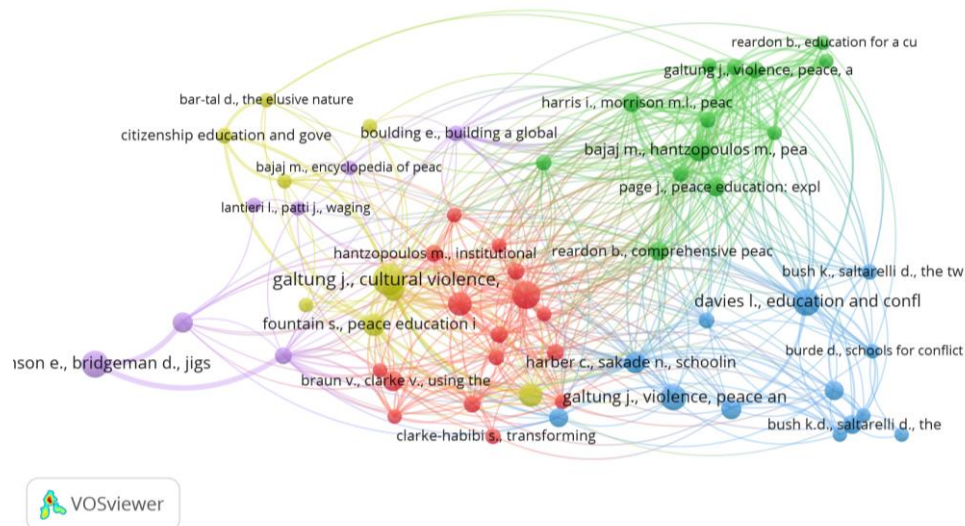 reardon b., education for a cu
galtung j., violence, peace, a
bar-tal d., the elusive nature
harris i., morrison m.l., peac
citizenship education and gove
boulding e., building a global
bajaj m., hantzopoulos m., pea
bajaj m., encyclopedia of peac
page j., peace education: expl
lantieri l., patti j., waging
hantzopoulos m., institutional
reardon b., comprehensive peac
galtung j., cultural violence,
bush k., saltarelli d., the tw
davies l., education and confl
fountain s., peace education i
nson e., bridgeman d., jigs
harber c., sakade n., schoolin
burde d., schools for conflict
braun v., clarke v., using the
galtung j., violence, peace an
bush k.d., saltarelli d., the
clarke-habibi s., transforming
VOSviewer